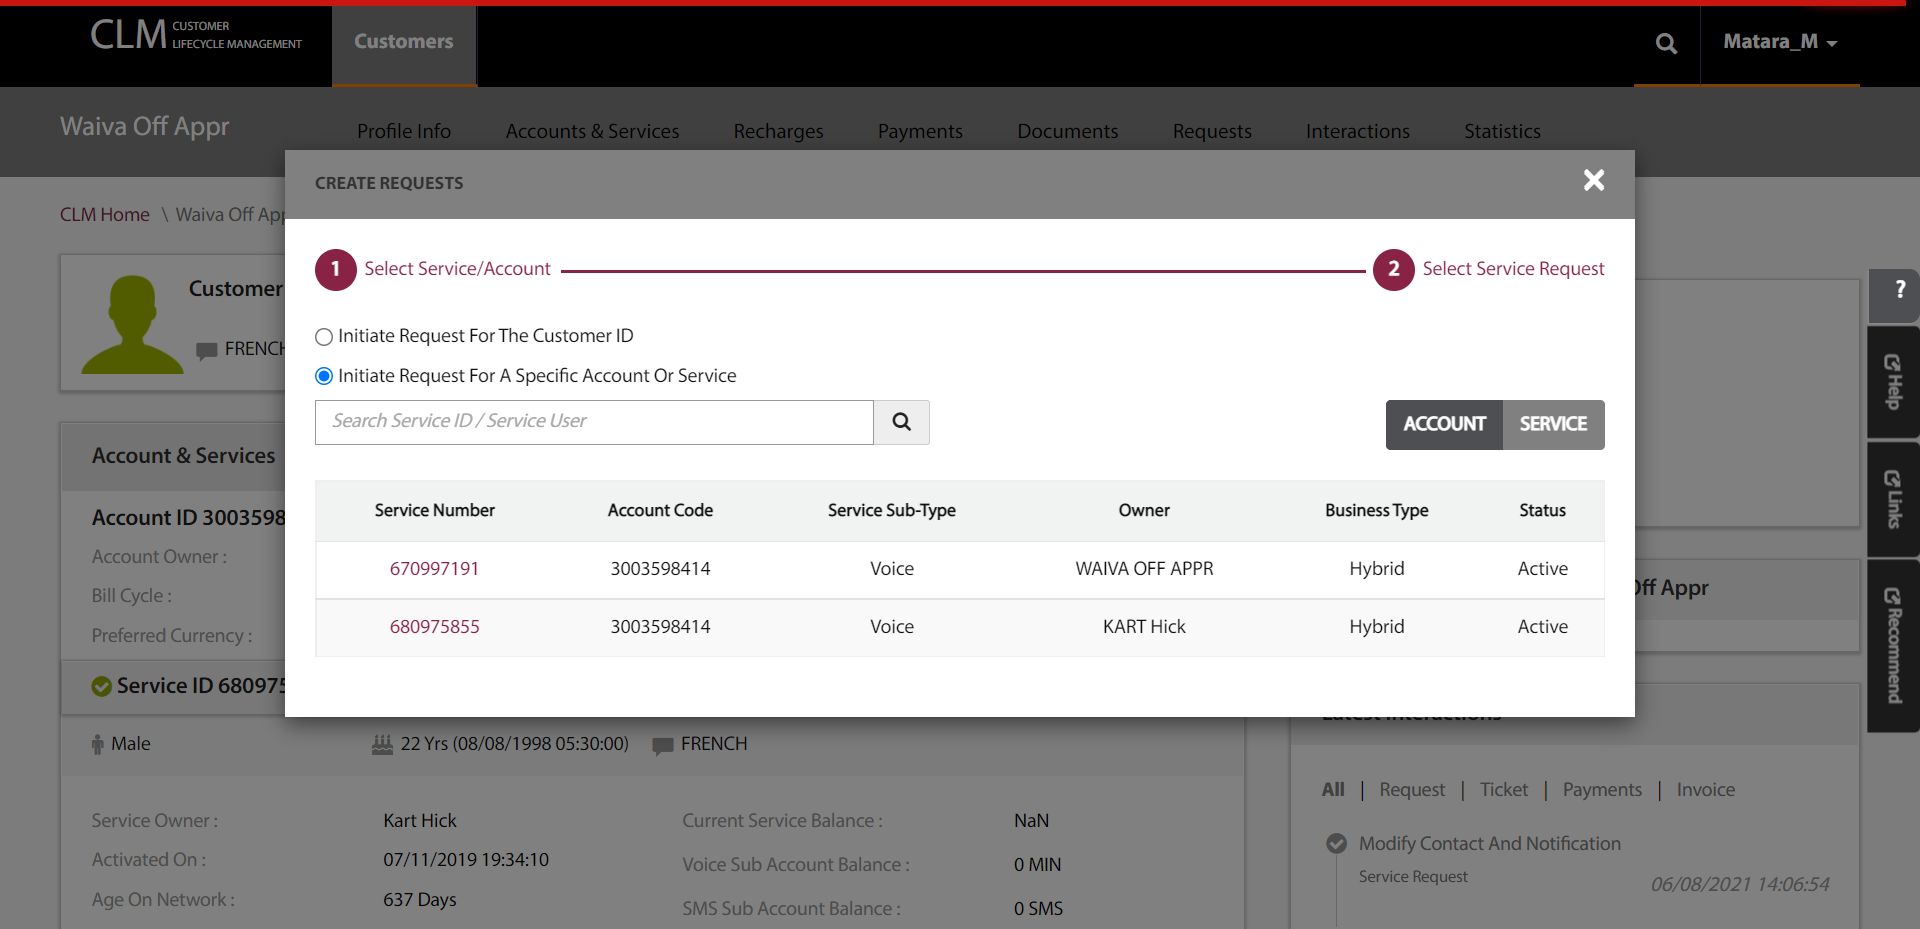 CLM CUSTOMER LIFECYCLE MANAGEMENT
Customers
Matara_M
Waiva Off Appr
Profile Info
Accounts & Services
Recharges
Payments
Documents
Requests
Interactions
Statistics
CREATE REQUESTS
CLM Home \ Waiva Off App
1 Select Service/Account
2 Select Service Request
Customer
FRENCH
Initiate Request For The Customer ID
Initiate Request For A Specific Account Or Service
Search Service ID / Service User
ACCOUNT SERVICE
Service Number Account Code Service Sub-Type Owner Business Type Status
670997191 3003598414 Voice WAIVA OFF APPR Hybrid Active
680975855 3003598414 Voice KART Hick Hybrid Active
?
Help
Links
Recommend
Account & Services
Account ID 3003598
Account Owner :
Bill Cycle :
Preferred Currency :
Service ID 680975
Off Appr
Latest Interactions
Male
22 Yrs (08/08/1998 05:30:00)
FRENCH
Service Owner : Kart Hick
Current Service Balance : NaN
Activated On : 07/11/2019 19:34:10
Voice Sub Account Balance : 0 MIN
Age On Network : 637 Days
SMS Sub Account Balance : 0 SMS
All | Request | Ticket | Payments | Invoice
Modify Contact And Notification
Service Request
06/08/2021 14:06:54